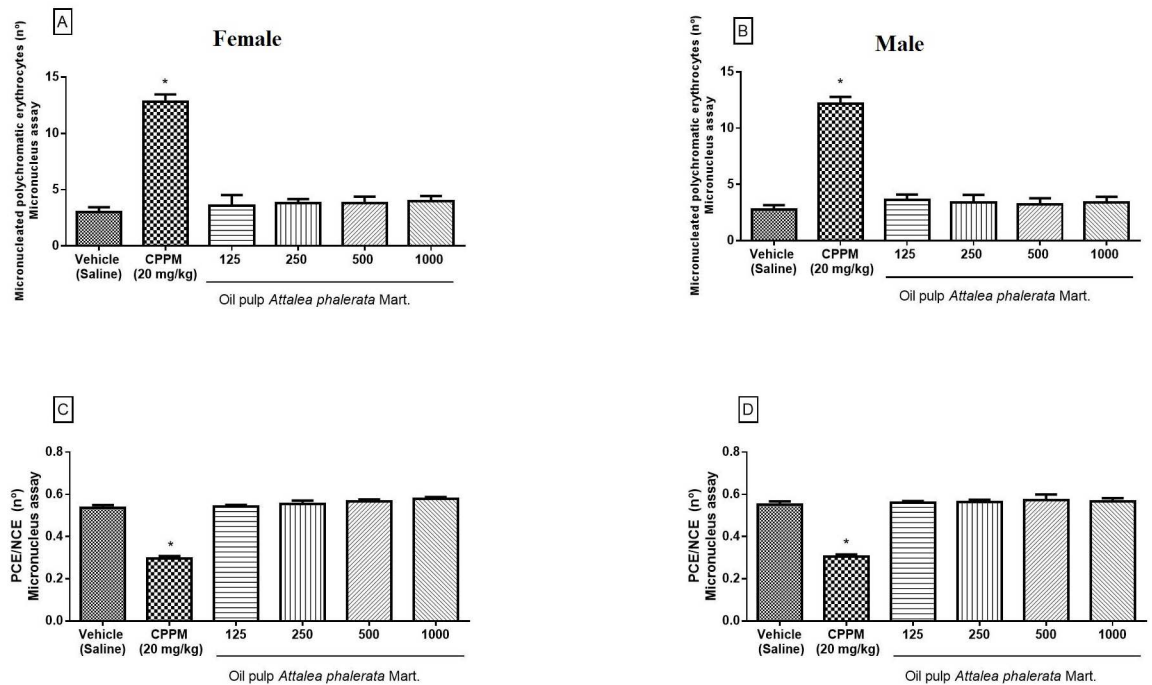 A
Female
Micronucleated polychromatic erythrocytes (nº)
Micronucleus assay
15
10
5
0
*
Vehicle
(Saline)
CPPM
(20 mg/kg)
125 250 500 1000
Oil pulp Attalea phalerata Mart.
B
Male
Micronucleated polychromatic erythrocytes (nº)
Micronucleus assay
15
10
5
0
*
Vehicle
(Saline)
CPPM
(20 mg/kg)
125 250 500 1000
Oil pulp Attalea phalerata Mart.
C
PCE/NCE (nº)
Micronucleus assay
0.8
0.6
0.4
0.2
0.0
*
Vehicle
(Saline)
CPPM
(20 mg/kg)
125 250 500 1000
Oil pulp Attalea phalerata Mart.
D
PCE/NCE (nº)
Micronucleus assay
0.8
0.6
0.4
0.2
0.0
*
Vehicle
(Saline)
CPPM
(20 mg/kg)
125 250 500 1000
Oil pulp Attalea phalerata Mart.